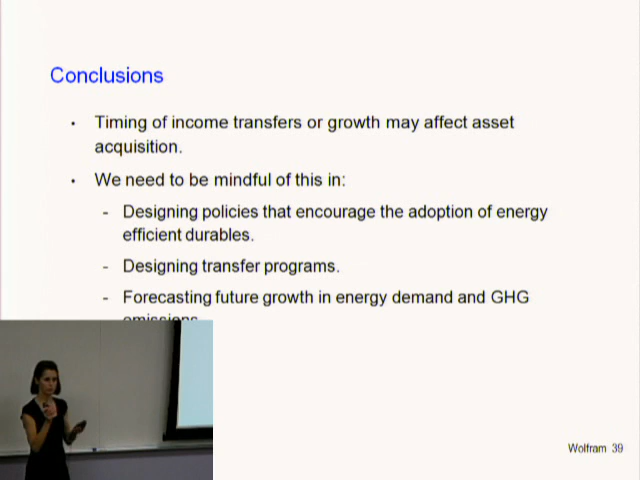 Conclusions
• Timing of income transfers or growth may affect asset
acquisition.
• We need to be mindful of this in:
- Designing policies that encourage the adoption of energy
efficient durables.
- Designing transfer programs.
- Forecasting future growth in energy demand and GHG
emissions
Wolfram 39